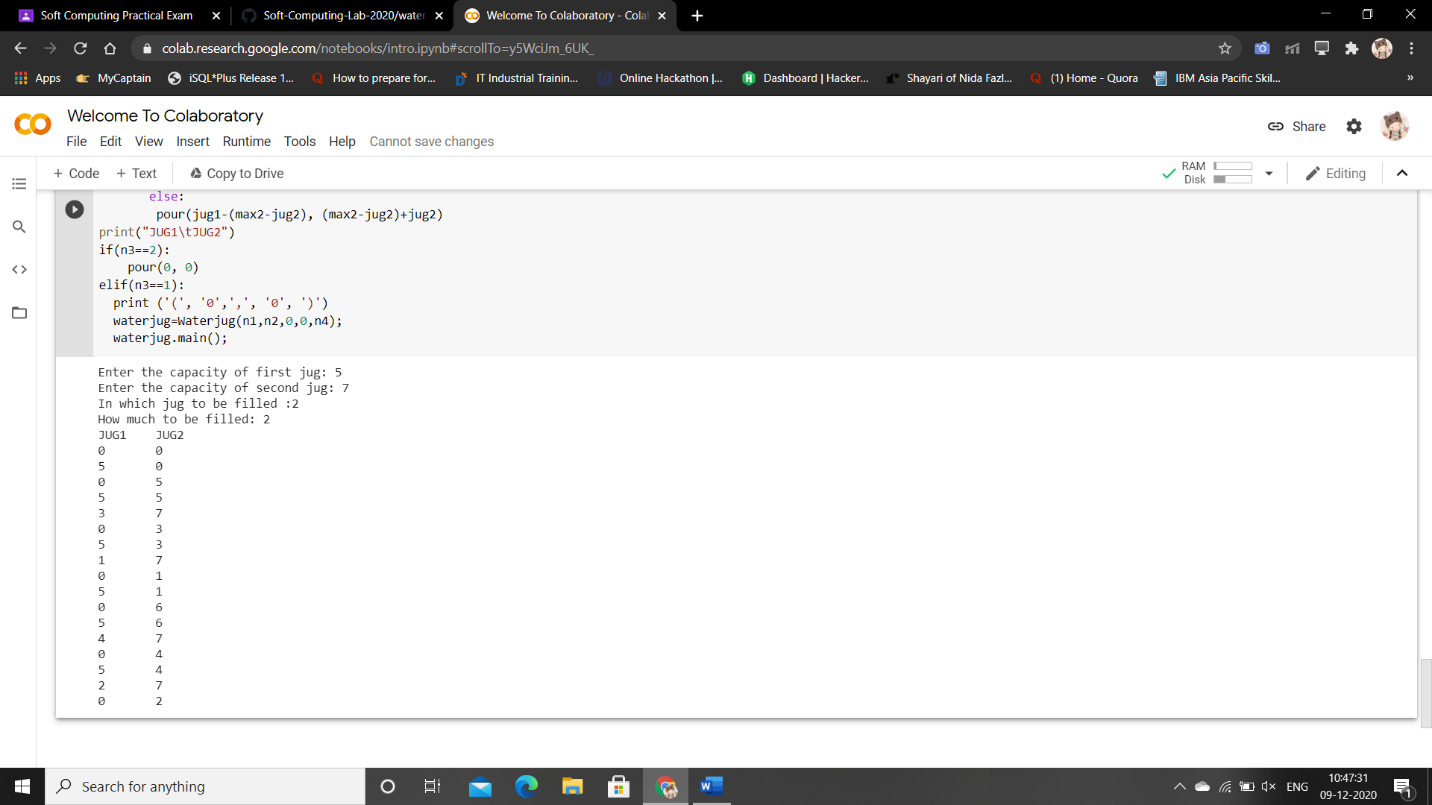 Soft Computing Practical Exam
Soft-Computing-Lab-2020/water
Welcome To Colaboratory - Colab
colab.research.google.com/notebooks/intro.ipynb#scrollTo=y5WciJm_6UK_
Apps MyCaptain iSQL*Plus Release 1... How to prepare for... IT Industrial Trainin... Online Hackathon |... Dashboard | Hacker... Shayari of Nida Fazl... (1) Home - Quora IBM Asia Pacific Skil... »
Welcome To Colaboratory
Share
File Edit View Insert Runtime Tools Help Cannot save changes
+ Code + Text Copy to Drive
RAM
Disk
Editing
else:
pour(jug1-(max2-jug2), (max2-jug2)+jug2)
print("JUG1\tJUG2")
if(n3==2):
pour(0, 0)
elif(n3==1):
print ('(', '0',',', '0', ')')
waterjug=Waterjug(n1,n2,0,0,n4);
waterjug.main();
Enter the capacity of first jug: 5
Enter the capacity of second jug: 7
In which jug to be filled :2
How much to be filled: 2
JUG1 JUG2
0 0
5 0
0 5
5 5
3 7
0 3
5 3
1 7
0 1
5 1
0 6
5 6
4 7
0 4
5 4
2 7
0 2
Search for anything
ENG
10:47:31
09-12-2020
1